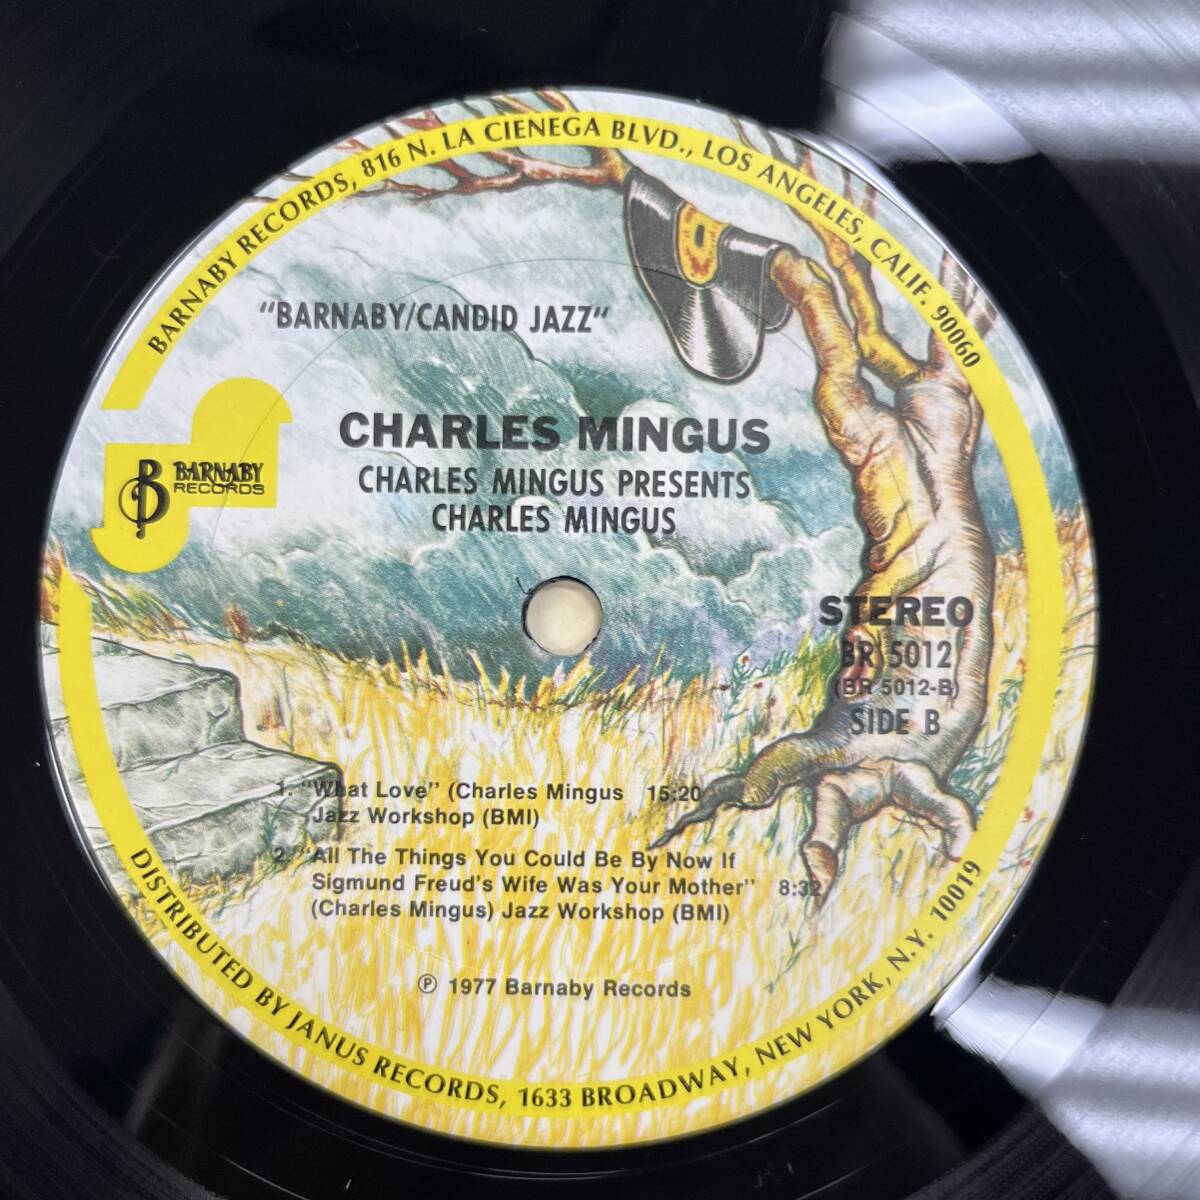 BARNABY RECORDS, 816 N. LA CIENEGA BLVD., LOS ANGELES, CALIF. 90060
"BARNABY/CANDID JAZZ"
CHARLES MINGUS
CHARLES MINGUS PRESENTS
CHARLES MINGUS
B BARNABY
RECORDS
STEREO
BR 5012
(BR 5012-B)
SIDE B
1. "What Love" (Charles Mingus 15:20
Jazz Workshop (BMI)
2. "All The Things You Could Be By Now If
Sigmund Freud's Wife Was Your Mother" 8:32
(Charles Mingus) Jazz Workshop (BMI)
℗ 1977 Barnaby Records
DISTRIBUTED BY JANUS RECORDS, 1633 BROADWAY, NEW YORK, N.Y. 10019